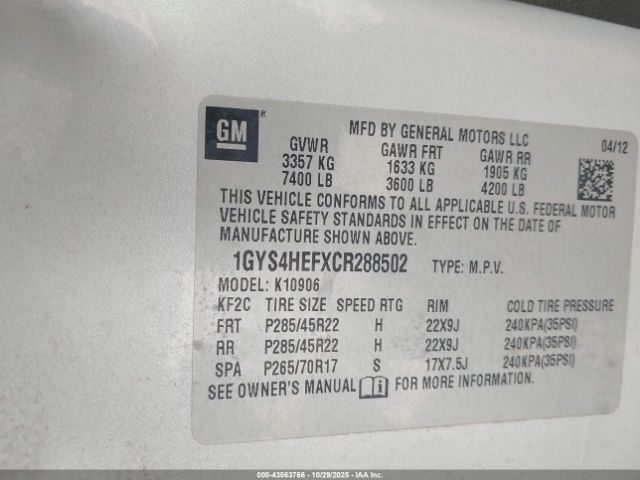 GM
MFD BY GENERAL MOTORS LLC
04/12
GVWR GAWR FRT GAWR RR
3357 KG 1633 KG 1905 KG
7400 LB 3600 LB 4200 LB
THIS VEHICLE CONFORMS TO ALL APPLICABLE U.S. FEDERAL MOTOR
VEHICLE SAFETY STANDARDS IN EFFECT ON THE DATE OF
MANUFACTURE SHOWN ABOVE.
1GYS4HEFXCR288502 TYPE: M.P.V.
MODEL: K10906
KF2C TIRE SIZE SPEED RTG RIM COLD TIRE PRESSURE
FRT P285/45R22 H 22X9J 240KPA(35PSI)
RR P285/45R22 H 22X9J 240KPA(35PSI)
SPA P265/70R17 S 17X7.5J 240KPA(35PSI)
SEE OWNER'S MANUAL FOR MORE INFORMATION.
000-43563766 - 10/29/2025 - IAAI.COM